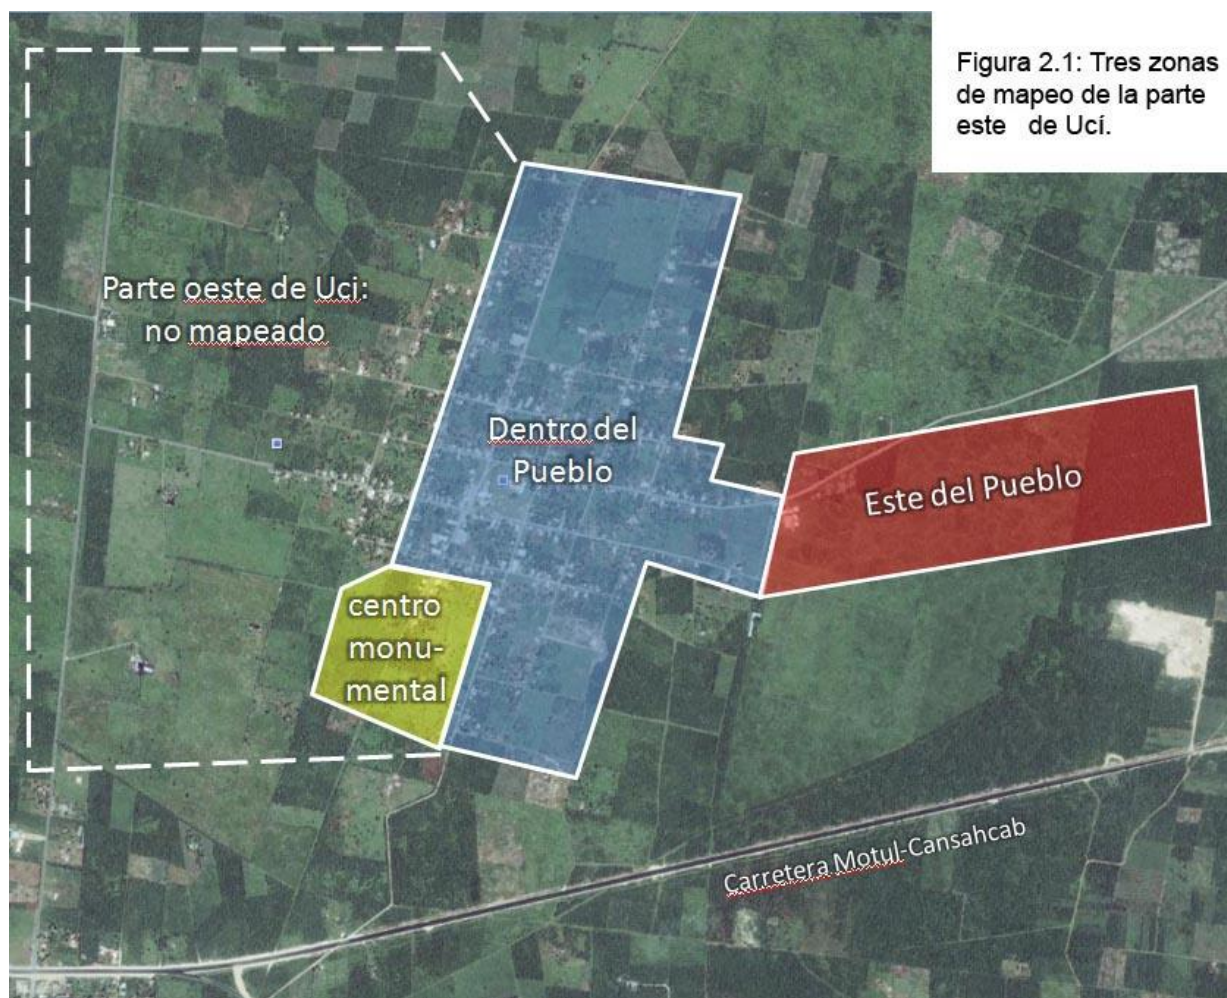 Figura 2.1: Tres zonas
de mapeo de la parte
este de Ucí.
Parte oeste de Uci:
no mapeado
Dentro del
Pueblo
Este del Pueblo
centro
monu-
mental
Carretera Motul-Cansahcab